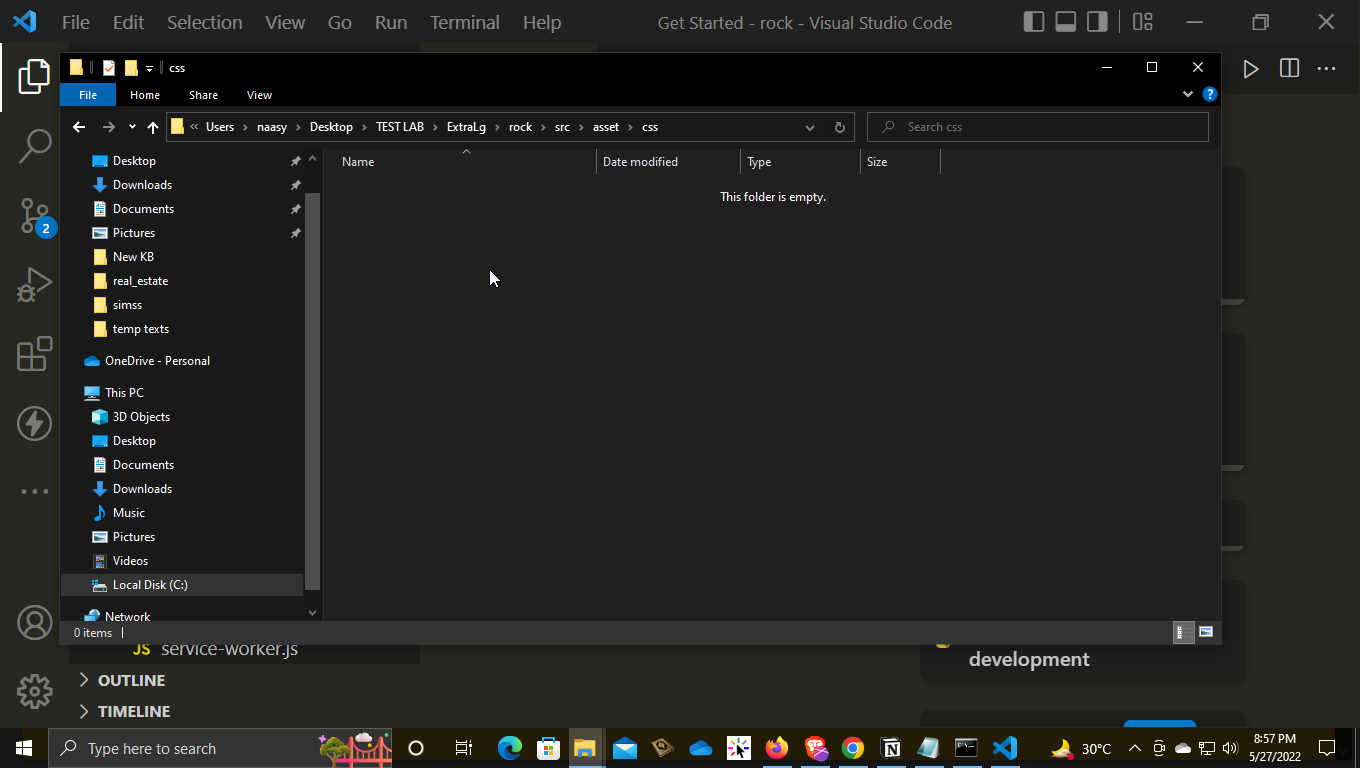 File Edit Selection View Go Run Terminal Help Get Started - rock - Visual Studio Code
css
File Home Share View
« Users > naasy > Desktop > TEST LAB > ExtraLg > rock > src > asset > css Search css
Name Date modified Type Size
This folder is empty.
Desktop
Downloads
Documents
Pictures
New KB
real_estate
simss
temp texts
OneDrive - Personal
This PC
3D Objects
Desktop
Documents
Downloads
Music
Pictures
Videos
Local Disk (C:)
Network
0 items
2
JS service-worker.js
OUTLINE
TIMELINE
development
Type here to search
30°C
8:57 PM
5/27/2022